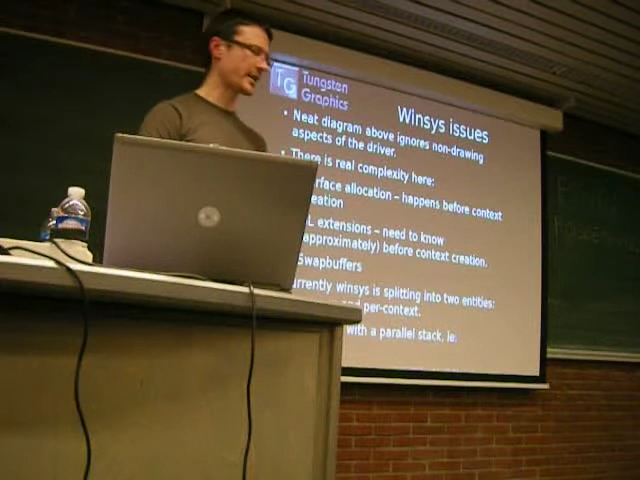 TG Tungsten
Graphics
Winsys issues
• Neat diagram above ignores non-drawing
aspects of the driver.
• There is real complexity here:
rface allocation – happens before context
eation
L extensions – need to know
approximately) before context creation.
Swapbuffers
urrently winsys is splitting into two entities:
and per-context.
with a parallel stack, ie: